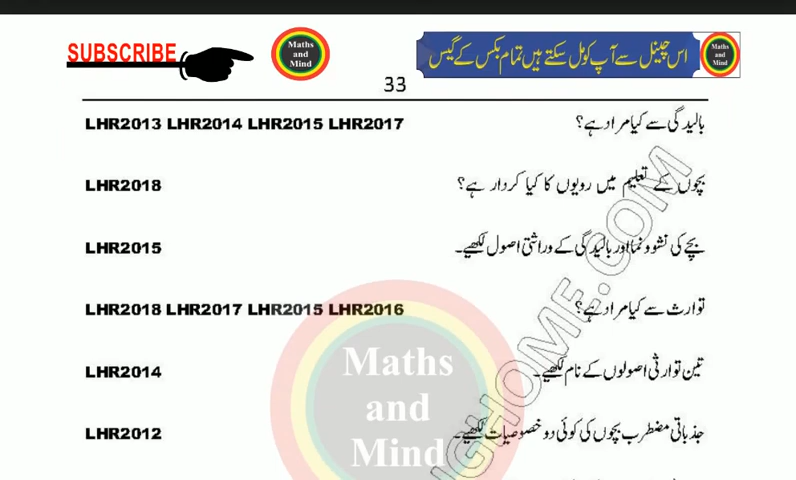 SUBSCRIBE
Maths
and
Mind
اس چینل سے آپ کو مل سکتے ہیں تمام بکس کے گیس
Maths
and
Mind
33
بالیدگی سے کیا مراد ہے؟ LHR2013 LHR2014 LHR2015 LHR2017
بچوں کے تعلیم میں رویوں کا کیا کردار ہے؟ LHR2018
بچے کی نشوونما اور بالیدگی کے وراثتی اصول لکھیے۔ LHR2015
توارث سے کیا مراد ہے؟ LHR2018 LHR2017 LHR2015 LHR2016
تین توارثی اصولوں کے نام لکھیے۔ LHR2014
جذباتی مضطرب بچوں کی کوئی دو خصوصیات لکھیے۔ LHR2012
Maths
and
Mind
GHOME.COM